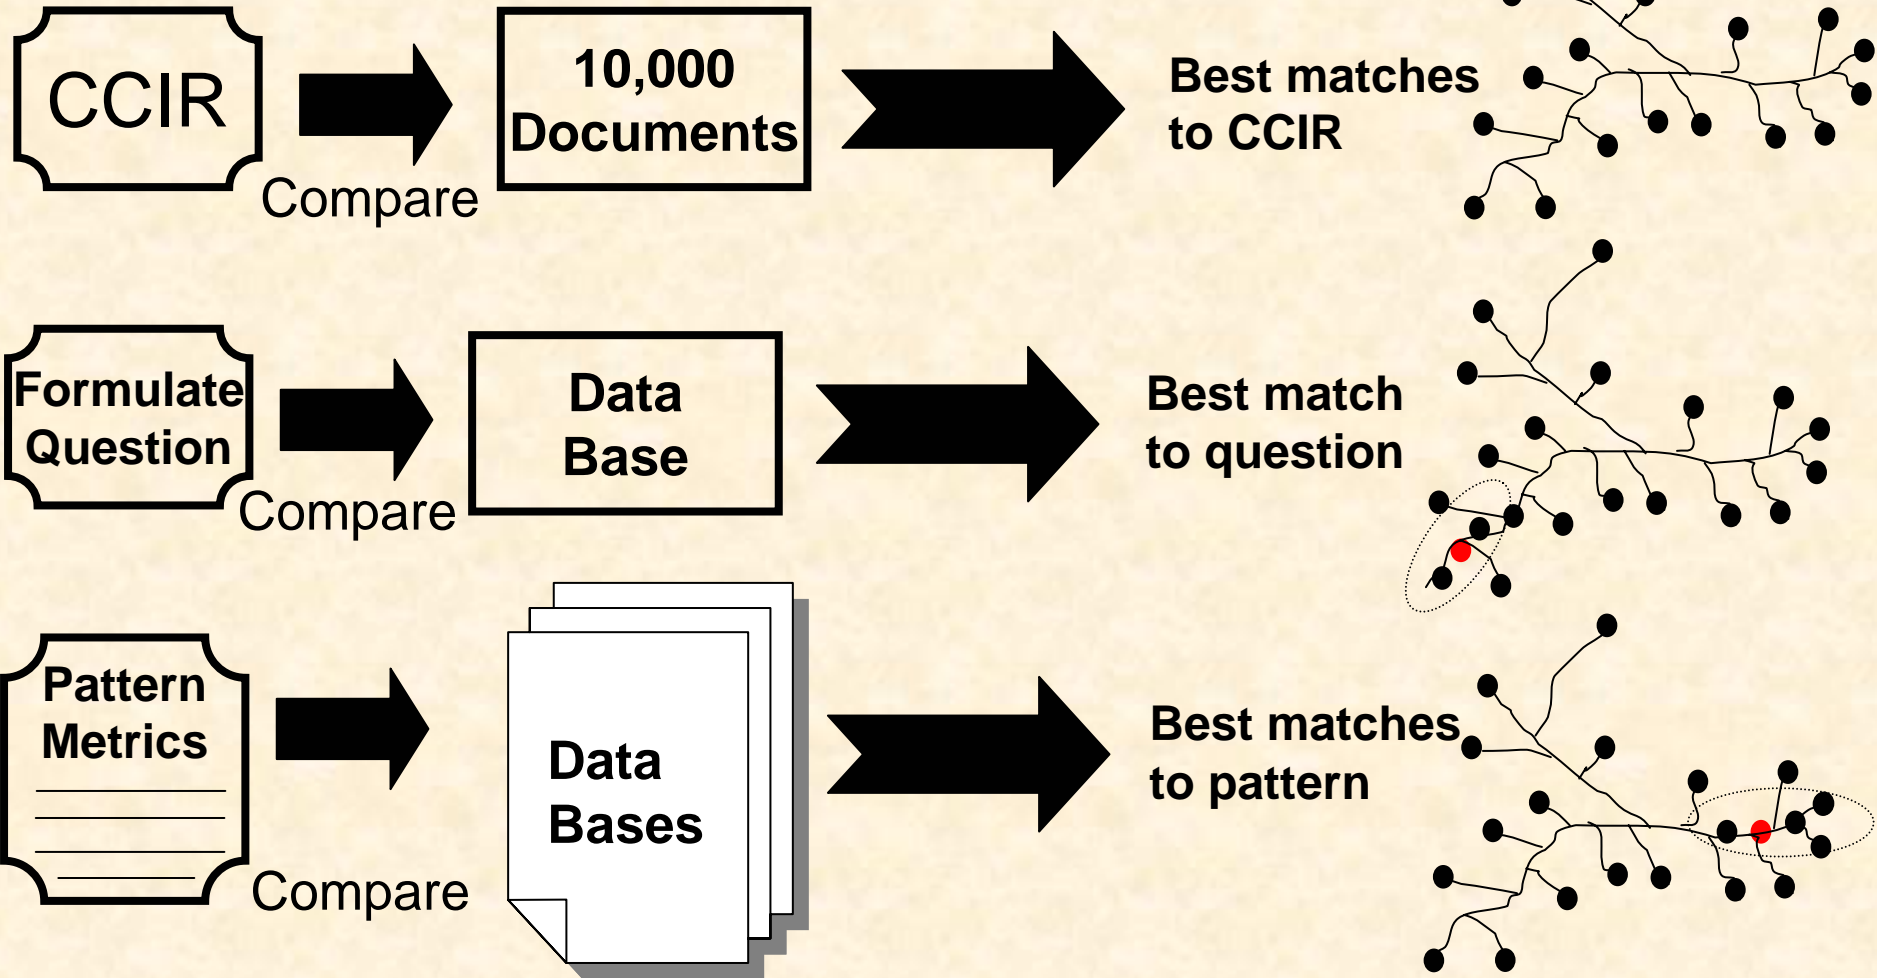 CCIR
Compare
10,000
Documents
Best matches
to CCIR
Formulate
Question
Compare
Data
Base
Best match
to question
Pattern
Metrics
Compare
Data
Bases
Best matches
to pattern